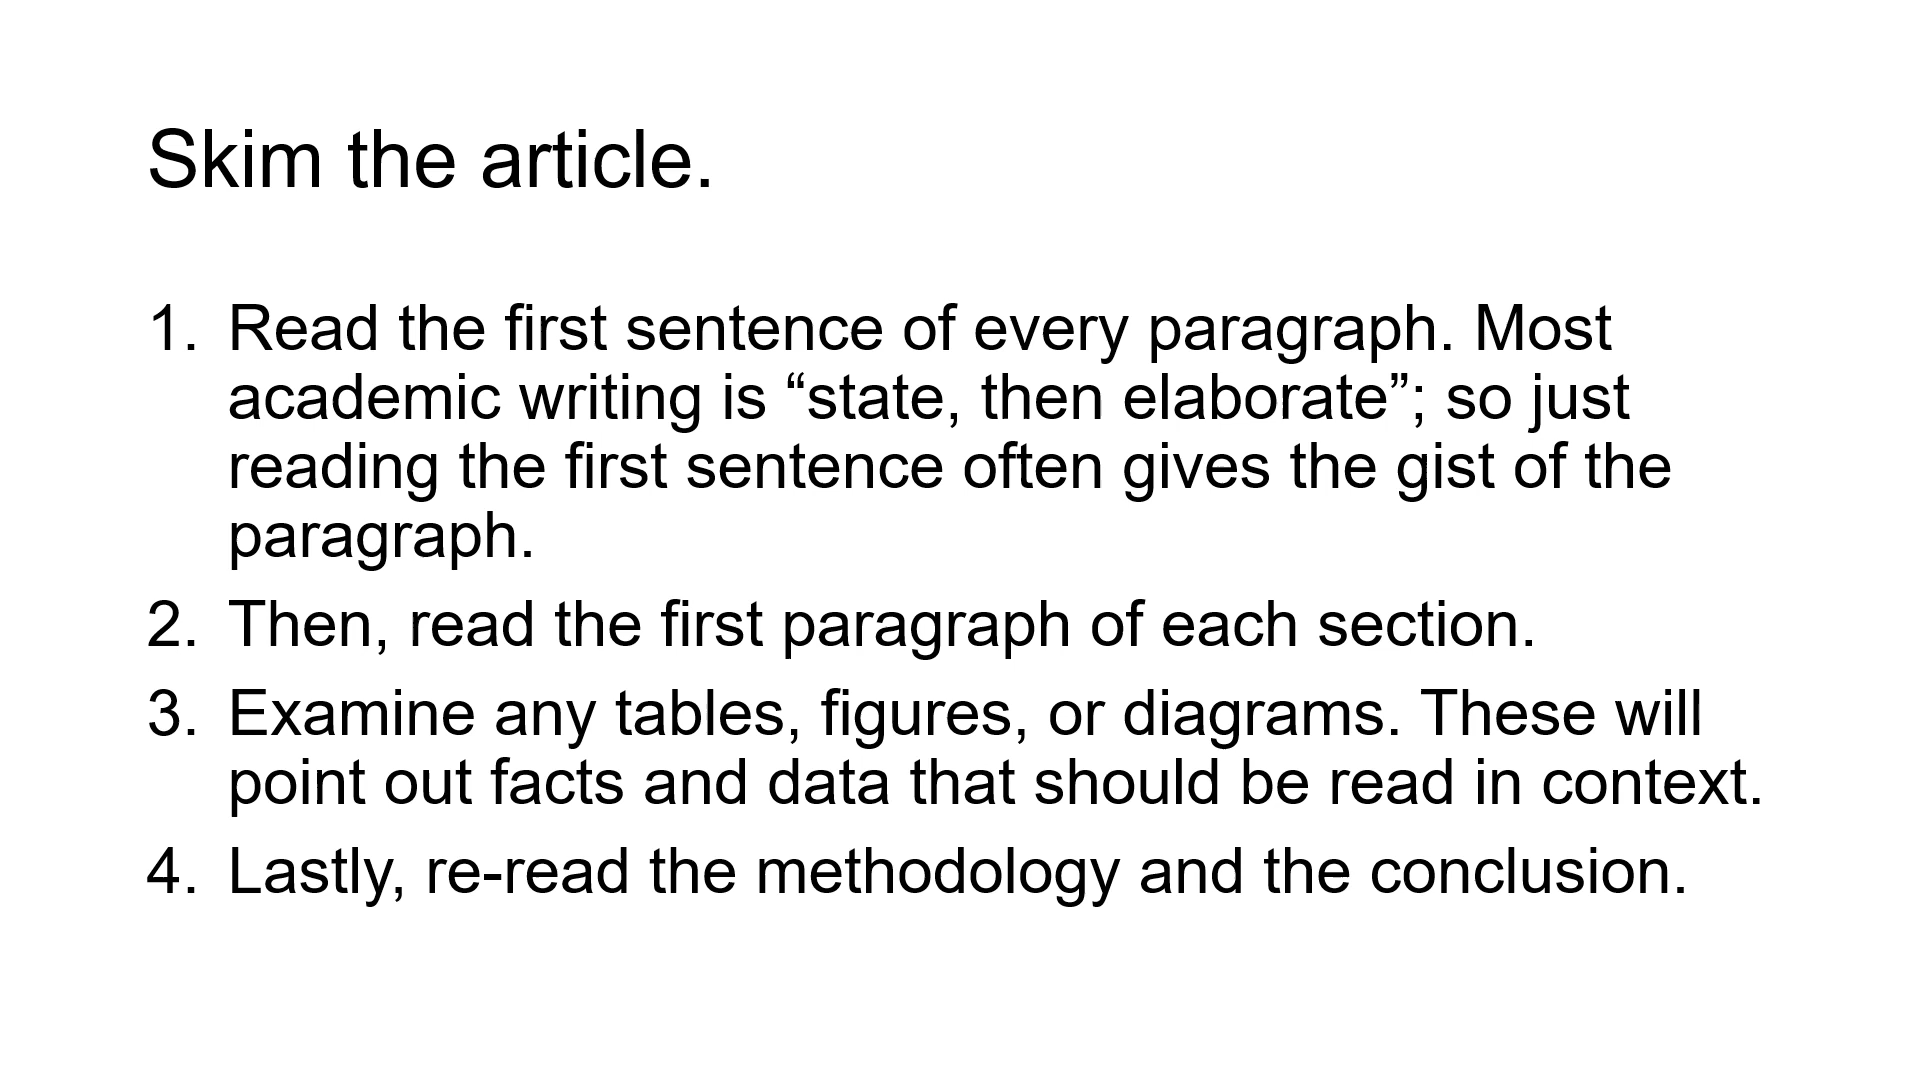 Skim the article.
1. Read the first sentence of every paragraph. Most
academic writing is “state, then elaborate”; so just
reading the first sentence often gives the gist of the
paragraph.
2. Then, read the first paragraph of each section.
3. Examine any tables, figures, or diagrams. These will
point out facts and data that should be read in context.
4. Lastly, re-read the methodology and the conclusion.